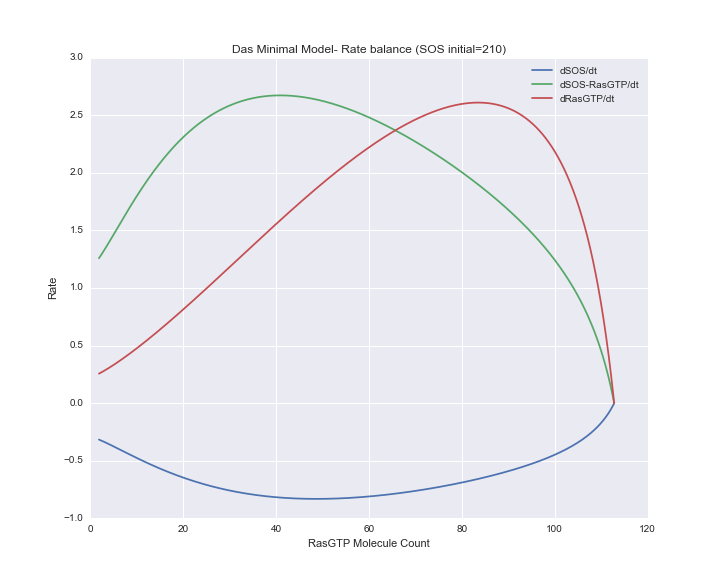 Das Minimal Model- Rate balance (SOS initial=210)
dSOS/dt
dSOS-RasGTP/dt
dRasGTP/dt
3.0
2.5
2.0
1.5
1.0
0.5
0.0
−0.5
−1.0
Rate
0 20 40 60 80 100 120
RasGTP Molecule Count